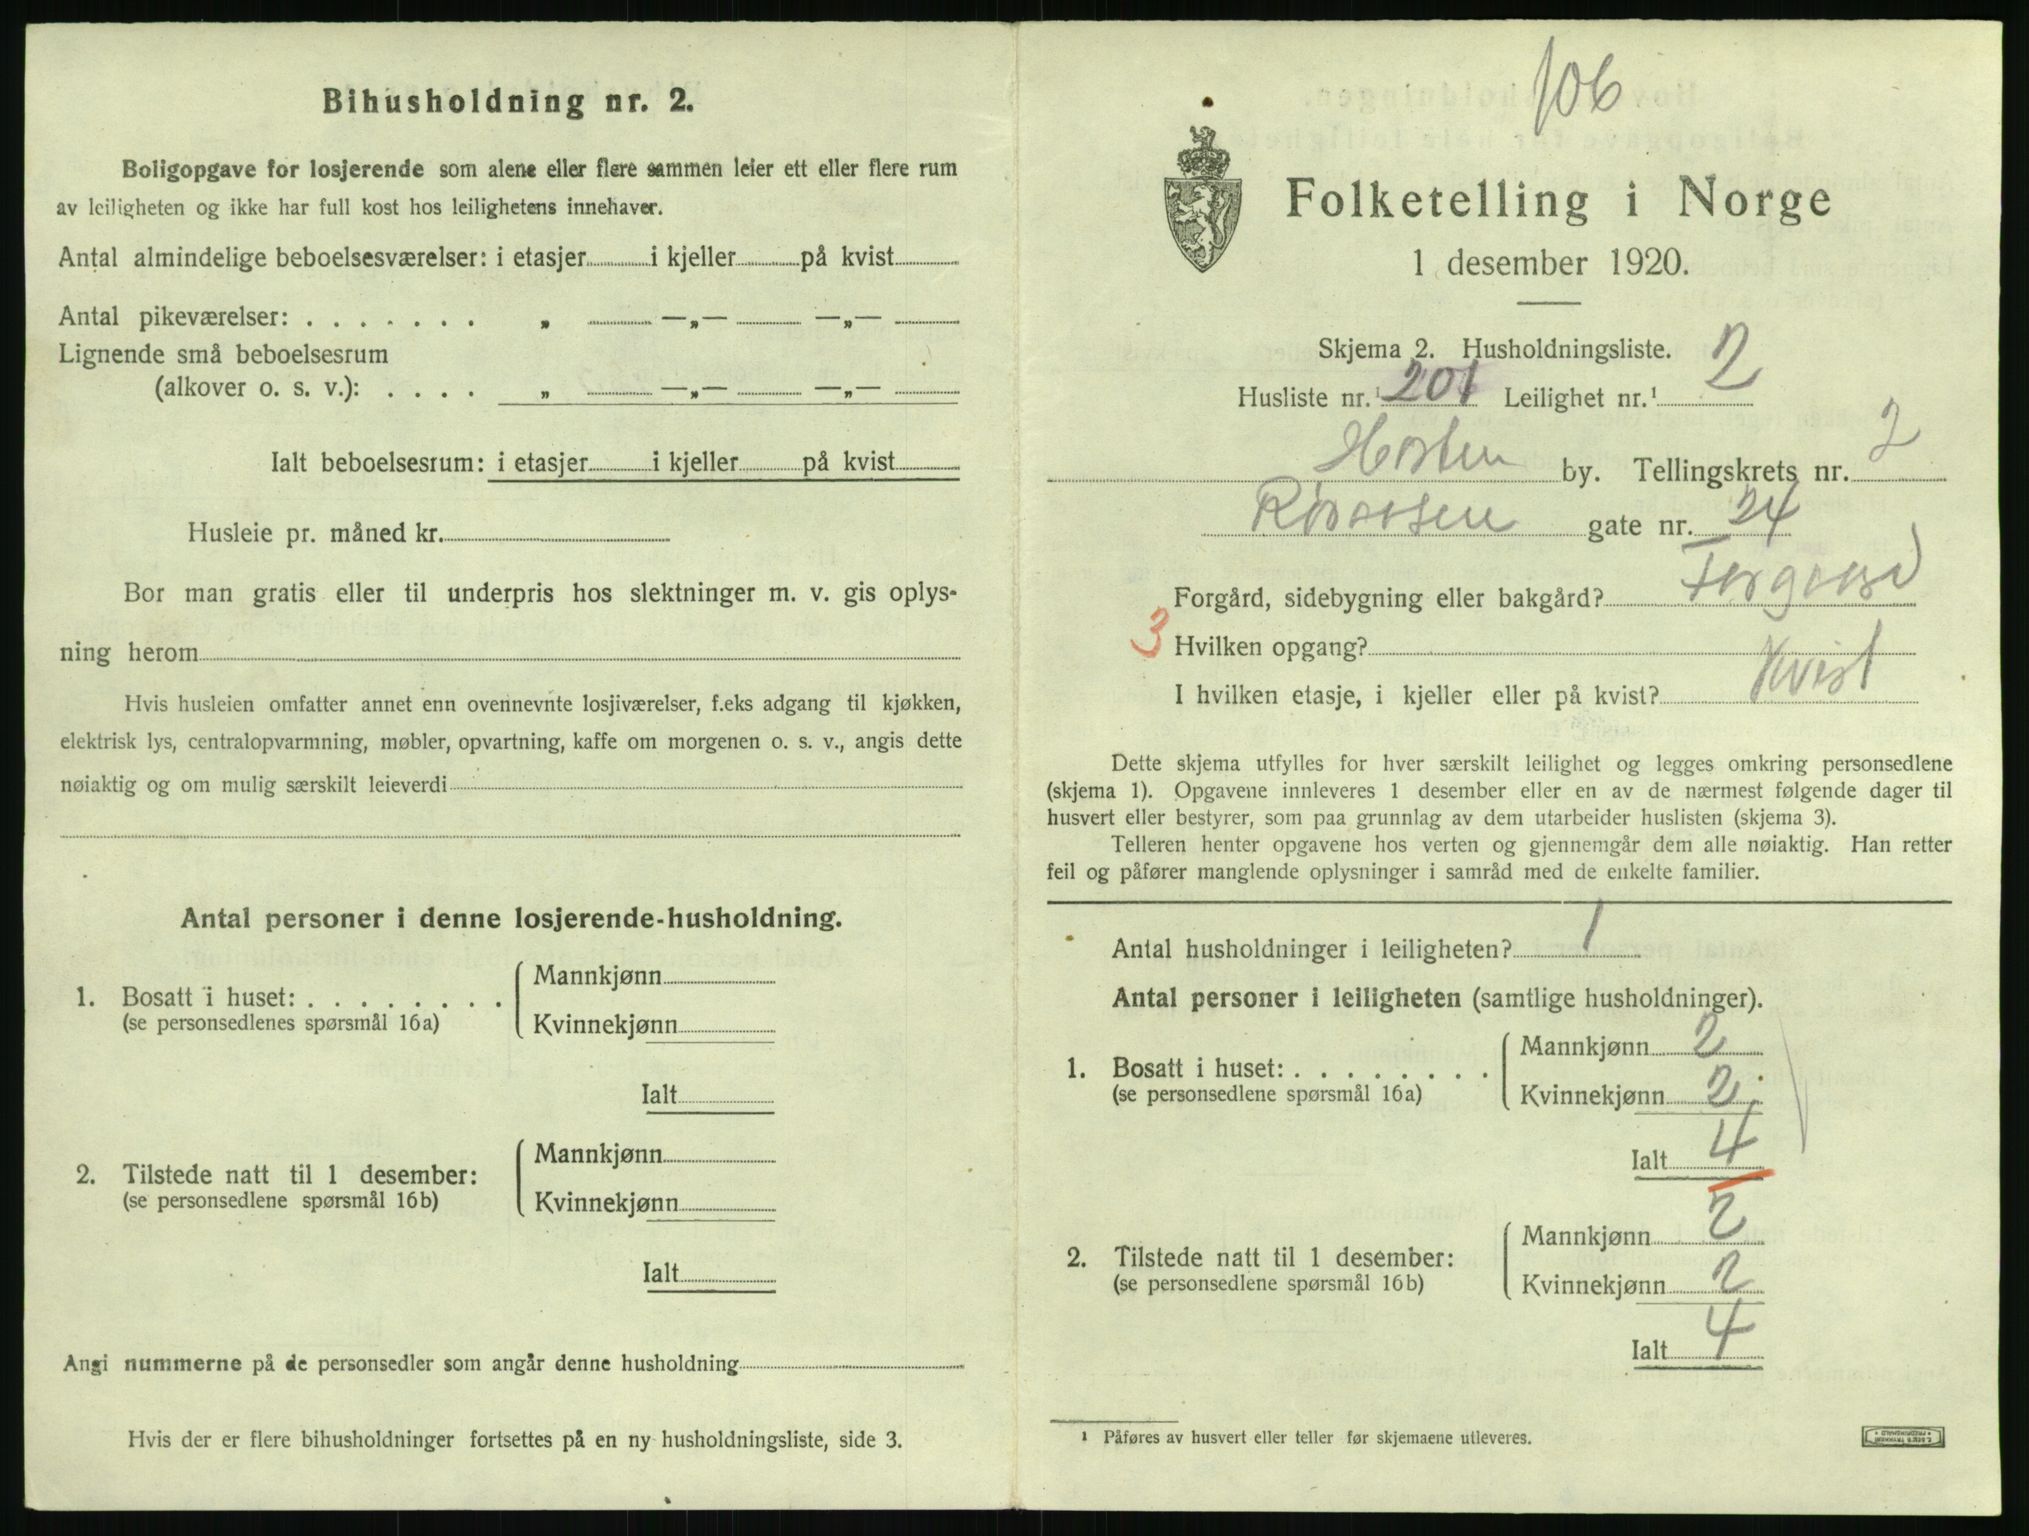 Bihusholdning nr. 2.
Boligopgave for losjerende som alene eller flere sammen leier ett eller flere rum
av leiligheten og ikke har full kost hos leilighetens innehaver.
Antal almindelige beboelsesværelser: i etasjer i kjeller på kvist
Antal pikeværelser: . . . . . . . „ —„— —„—
Lignende små beboelsesrum
(alkover o. s. v.): . . . . „ —„— —„—
Ialt beboelsesrum: i etasjer i kjeller på kvist
Husleie pr. måned kr.
Bor man gratis eller til underpris hos slektninger m. v. gis oplys-
ning herom
Hvis husleien omfatter annet enn ovennevnte losjiværelser, f.eks adgang til kjøkken,
elektrisk lys, centralopvarmning, møbler, opvartning, kaffe om morgenen o. s. v., angis dette
nøiaktig og om mulig særskilt leieverdi
Antal personer i denne losjerende-husholdning.
1. Bosatt i huset: . . . . . . . .
(se personsedlenes spørsmål 16a)
Mannkjønn
Kvinnekjønn
Ialt
2. Tilstede natt til 1 desember:
(se personsedlene spørsmål 16b)
Mannkjønn
Kvinnekjønn
Ialt
Angi nummerne på de personsedler som angår denne husholdning
Hvis der er flere bihusholdninger fortsettes på en ny husholdningsliste, side 3.
106
Folketelling i Norge
1 desember 1920.
Skjema 2. Husholdningsliste.
Husliste nr.¹ 201 Leilighet nr.¹ 2
Horten by. Tellingskrets nr. 2
gate nr. 24
Forgård, sidebygning eller bakgård? Forgaard
3 Hvilken opgang?
I hvilken etasje, i kjeller eller på kvist? Kvist
Dette skjema utfylles for hver særskilt leilighet og legges omkring personsedlene
(skjema 1). Opgavene innleveres 1 desember eller en av de nærmest følgende dager til
husvert eller bestyrer, som paa grunnlag av dem utarbeider huslisten (skjema 3).
Telleren henter opgavene hos verten og gjennemgår dem alle nøiaktig. Han retter
feil og påfører manglende oplysninger i samråd med de enkelte familier.
Antal husholdninger i leiligheten? 1
Antal personer i leiligheten (samtlige husholdninger).
1. Bosatt i huset: . . . . . . . .
(se personsedlene spørsmål 16a)
Mannkjønn 2
Kvinnekjønn 2
Ialt 4
2. Tilstede natt til 1 desember:
(se personsedlene spørsmål 16b)
Mannkjønn 2
Kvinnekjønn 2
Ialt 4
¹ Påføres av husvert eller teller før skjemaene utleveres.